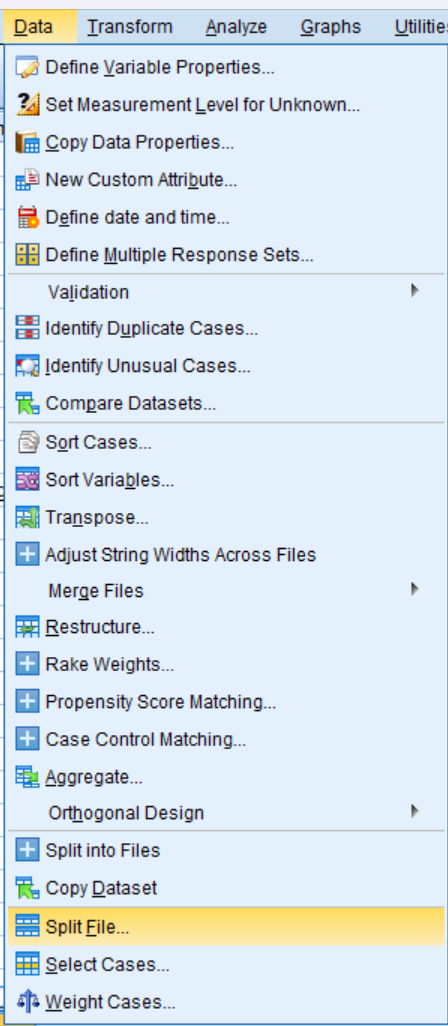 Data Transform Analyze Graphs Utilities
Define Variable Properties...
Set Measurement Level for Unknown...
Copy Data Properties...
New Custom Attribute...
Define date and time...
Define Multiple Response Sets...
Validation
Identify Duplicate Cases...
Identify Unusual Cases...
Compare Datasets...
Sort Cases...
Sort Variables...
Transpose...
Adjust String Widths Across Files
Merge Files
Restructure...
Rake Weights...
Propensity Score Matching...
Case Control Matching...
Aggregate...
Orthogonal Design
Split into Files
Copy Dataset
Split File...
Select Cases...
Weight Cases...